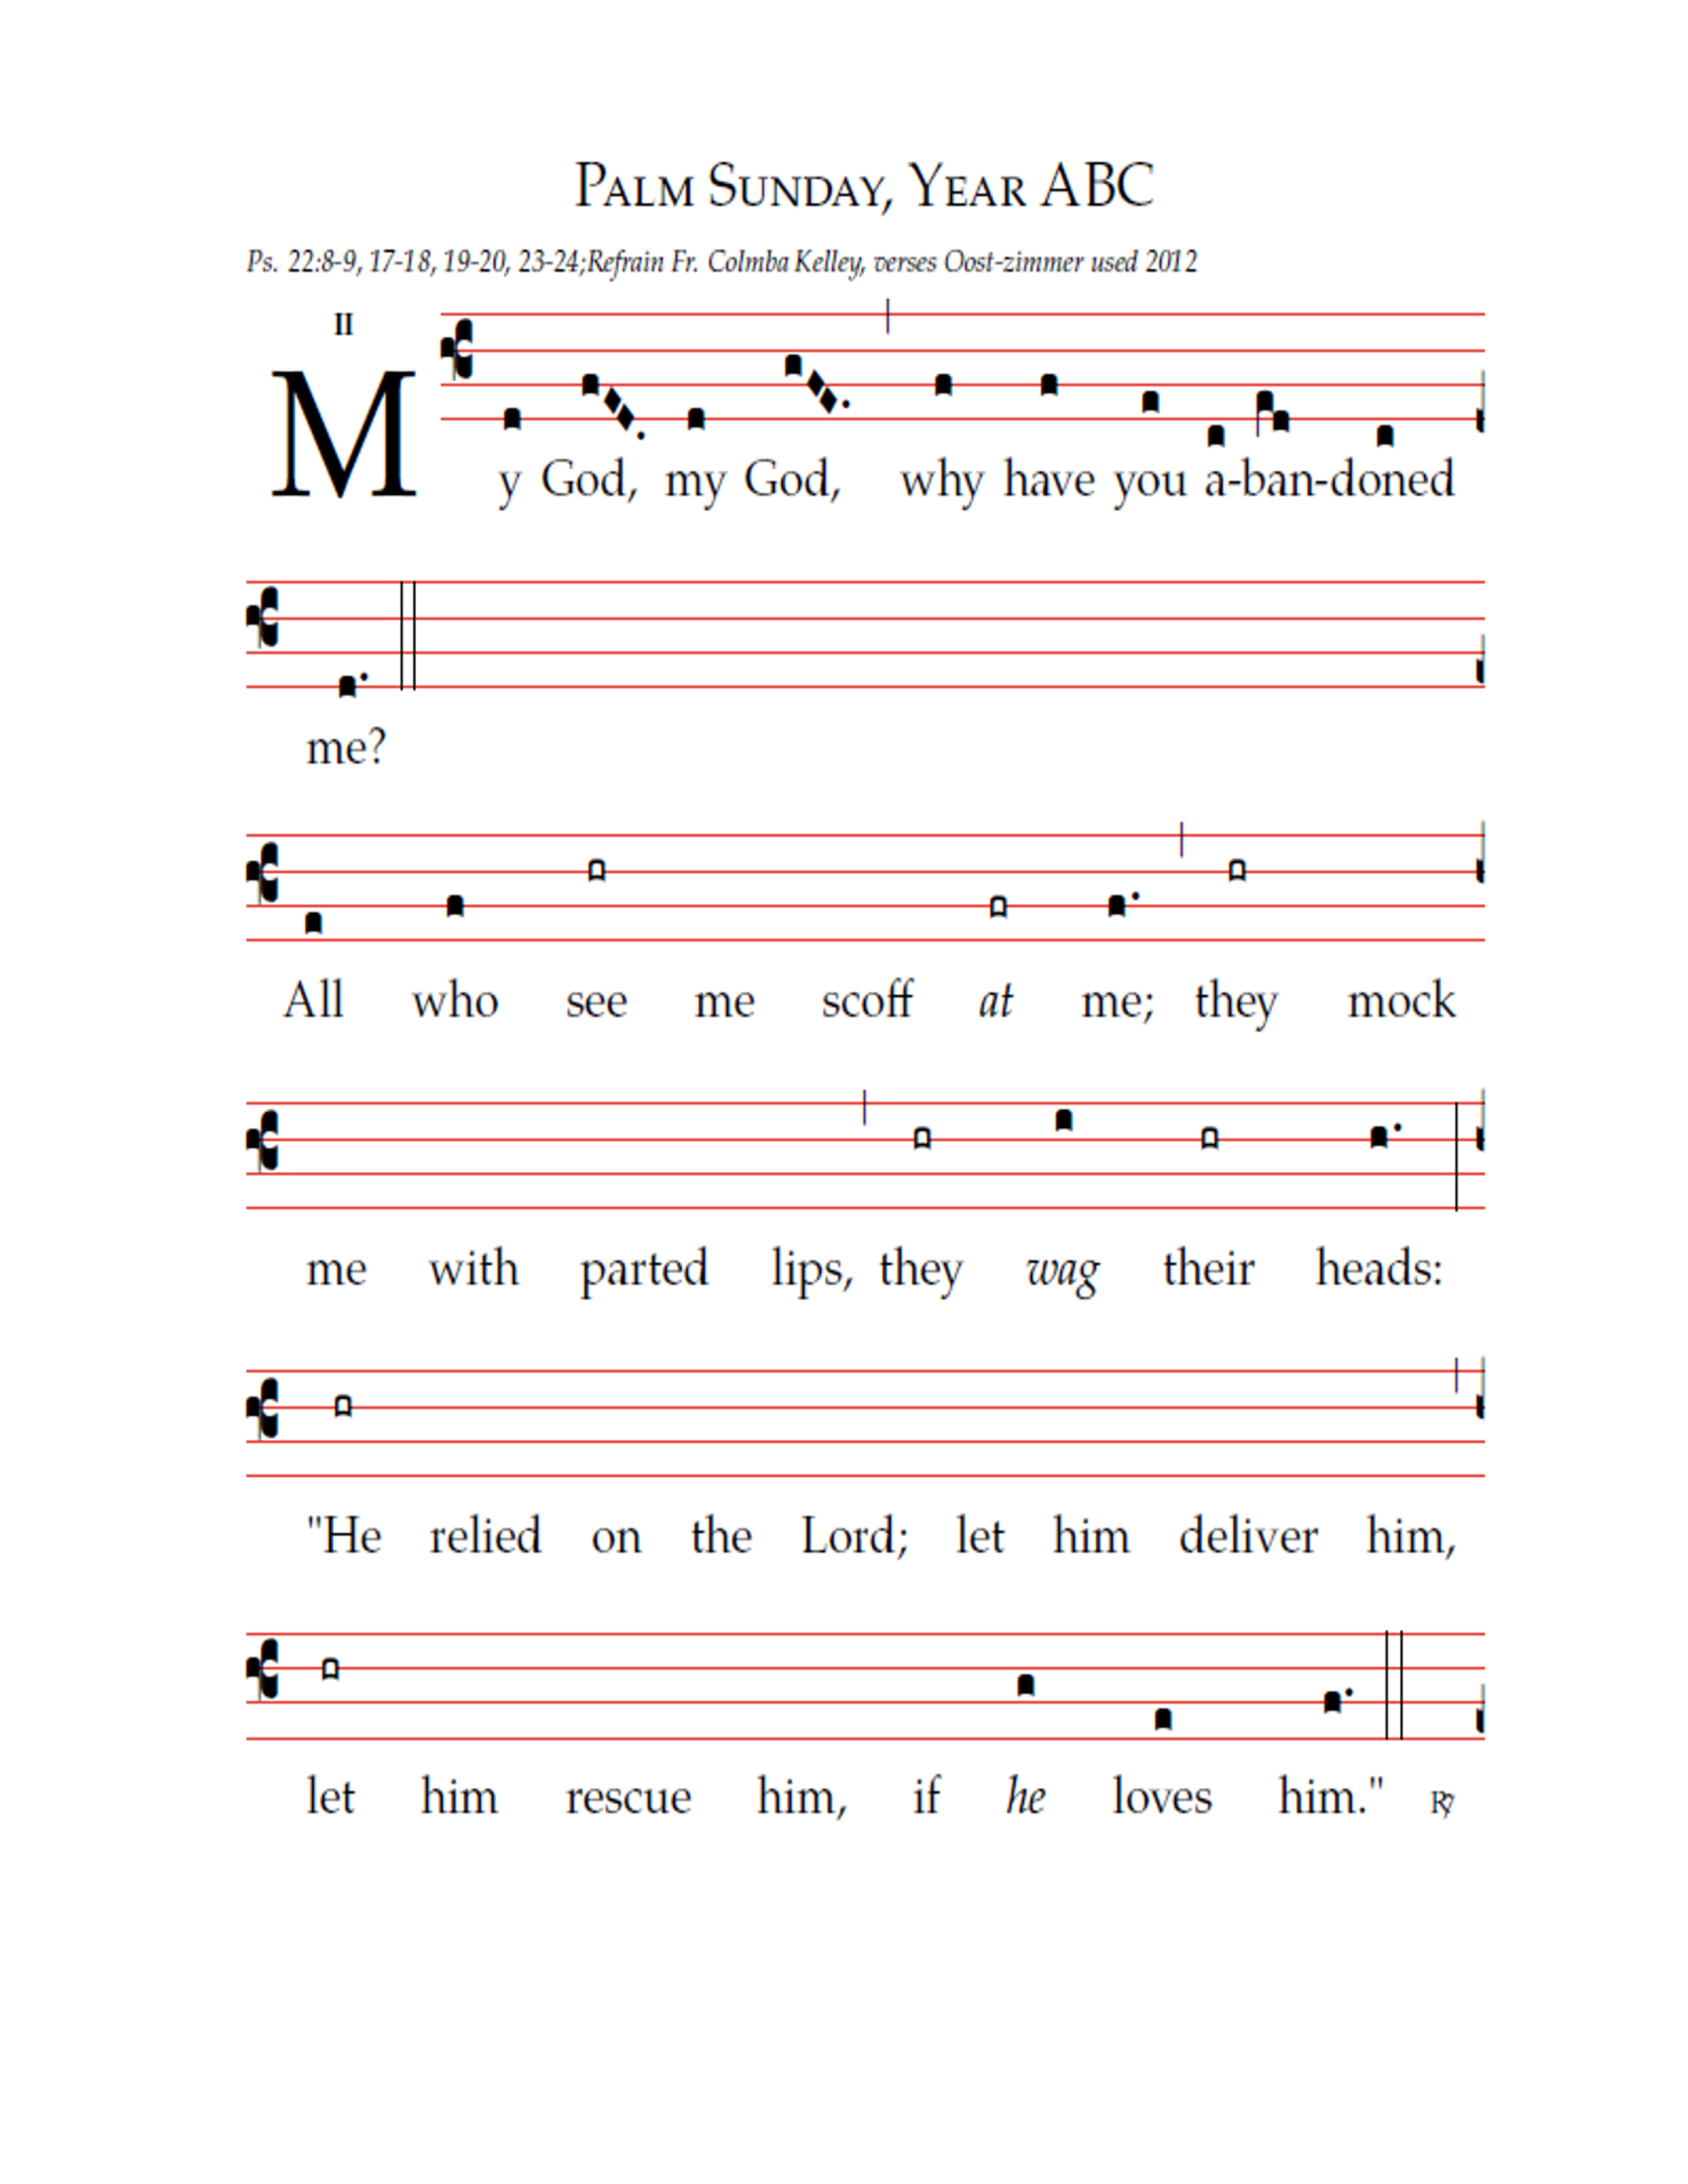 Palm Sunday, Year ABC
Ps. 22:8-9, 17-18, 19-20, 23-24;Refrain Fr. Colmba Kelley, verses Oost-zimmer used 2012
II
My God, my God, why have you a-ban-doned
me?
All who see me scoff at me; they mock
me with parted lips, they wag their heads:
"He relied on the Lord; let him deliver him,
let him rescue him, if he loves him." ℟